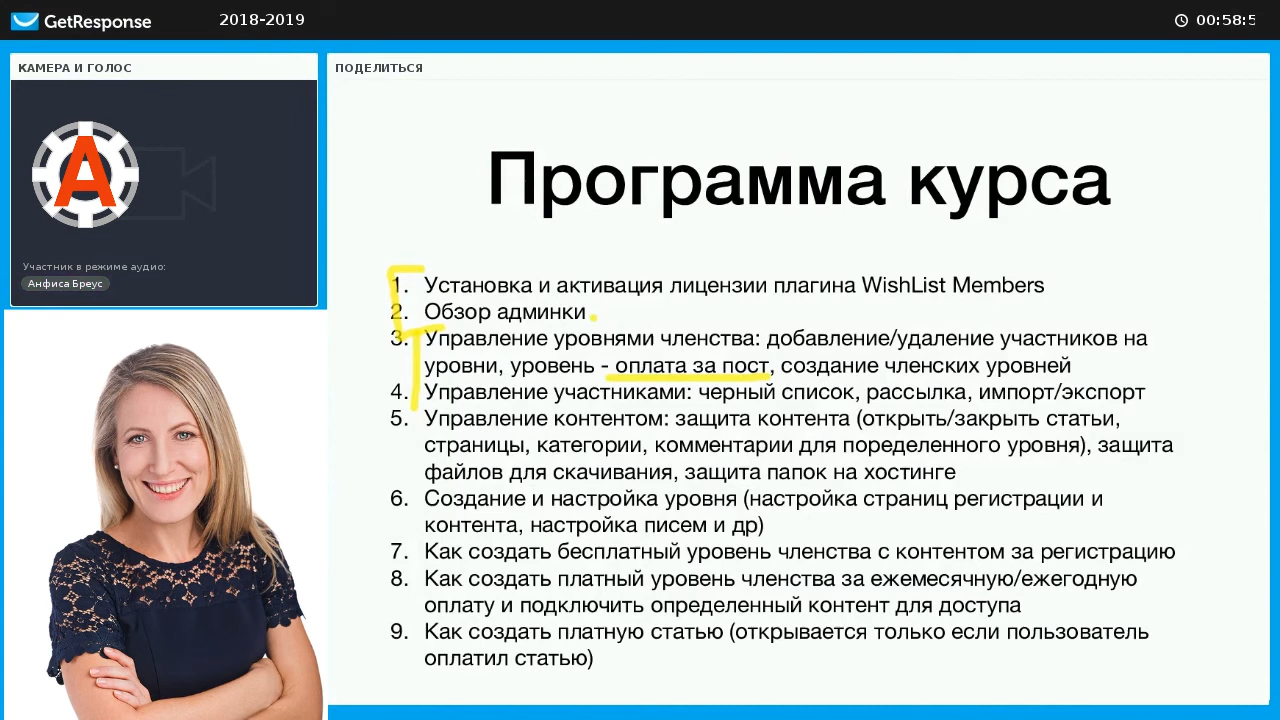 GetResponse
2018-2019
00:58:5
КАМЕРА И ГОЛОС
ПОДЕЛИТЬСЯ
A
Участник в режиме аудио:
Анфиса Бреус
Программа курса
1. Установка и активация лицензии плагина WishList Members
2. Обзор админки
3. Управление уровнями членства: добавление/удаление участников на
уровни, уровень - оплата за пост, создание членских уровней
4. Управление участниками: черный список, рассылка, импорт/экспорт
5. Управление контентом: защита контента (открыть/закрыть статьи,
страницы, категории, комментарии для поределенного уровня), защита
файлов для скачивания, защита папок на хостинге
6. Создание и настройка уровня (настройка страниц регистрации и
контента, настройка писем и др)
7. Как создать бесплатный уровень членства с контентом за регистрацию
8. Как создать платный уровень членства за ежемесячную/ежегодную
оплату и подключить определенный контент для доступа
9. Как создать платную статью (открывается только если пользователь
оплатил статью)